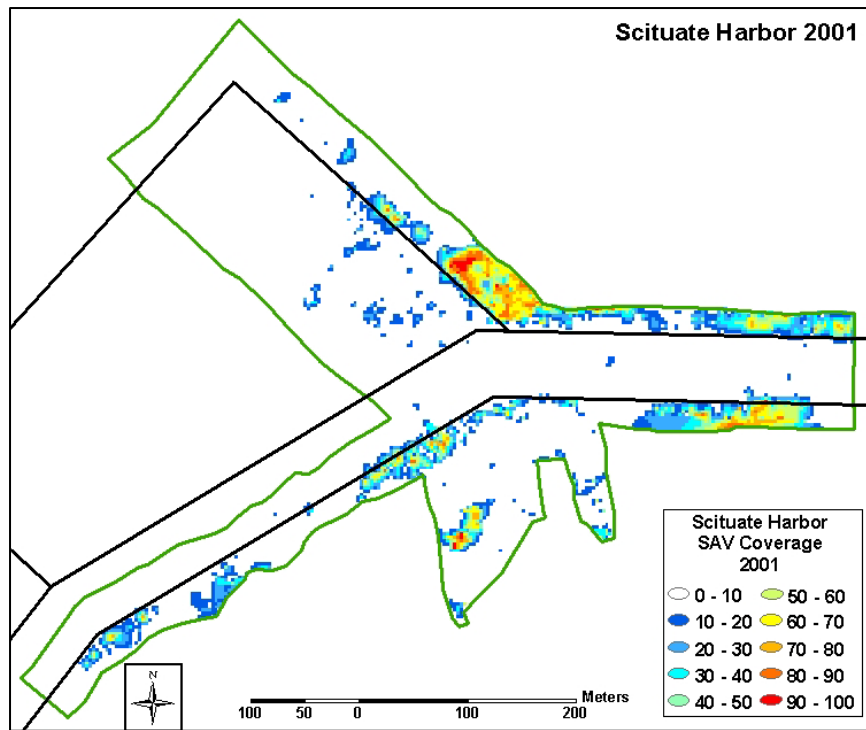 Scituate Harbor 2001
Scituate Harbor
SAV Coverage
2001
0 - 10
50 - 60
10 - 20
60 - 70
20 - 30
70 - 80
30 - 40
80 - 90
40 - 50
90 - 100
N
Meters
100 50 0 100 200